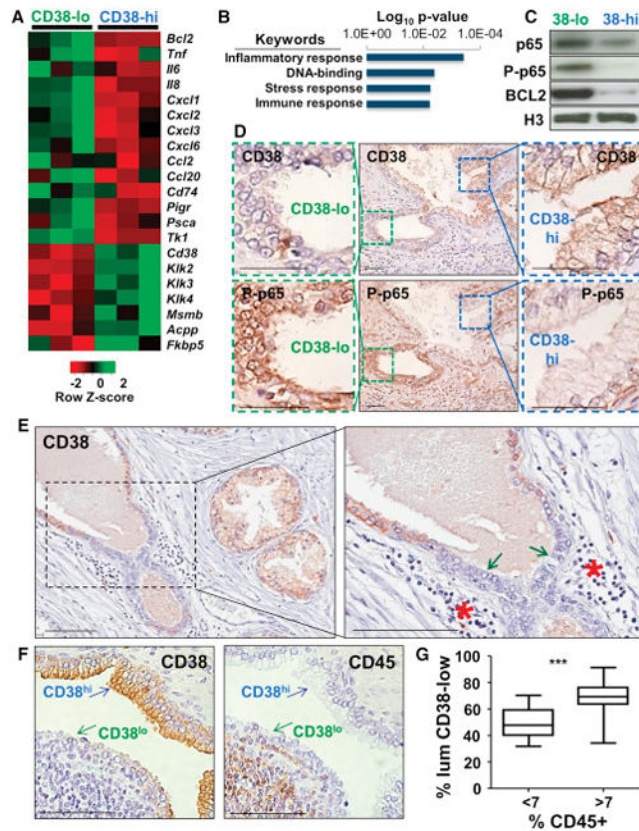 A
CD38-lo CD38-hi
Bcl2
Tnf
Il6
Il8
Cxcl1
Cxcl2
Cxcl3
Cxcl6
Ccl2
Ccl20
Cd74
Pigr
Psca
Tk1
Cd38
Klk2
Klk3
Klk4
Msmb
Acpp
Fkbp5
-2 0 2
Row Z-score
B
Log10 p-value
Keywords
1.0E+00 1.0E-02 1.0E-04
Inflammatory response
DNA-binding
Stress response
Immune response
C
38-lo 38-hi
p65
P-p65
BCL2
H3
D
CD38
CD38-lo
CD38
CD38
CD38-hi
P-p65
CD38-lo
P-p65
P-p65
CD38-hi
E
CD38
*
*
F
CD38
CD38hi
CD38lo
CD45
CD38hi
CD38lo
G
***
% lum CD38-low
100
80
60
40
20
0
<7 >7
% CD45+